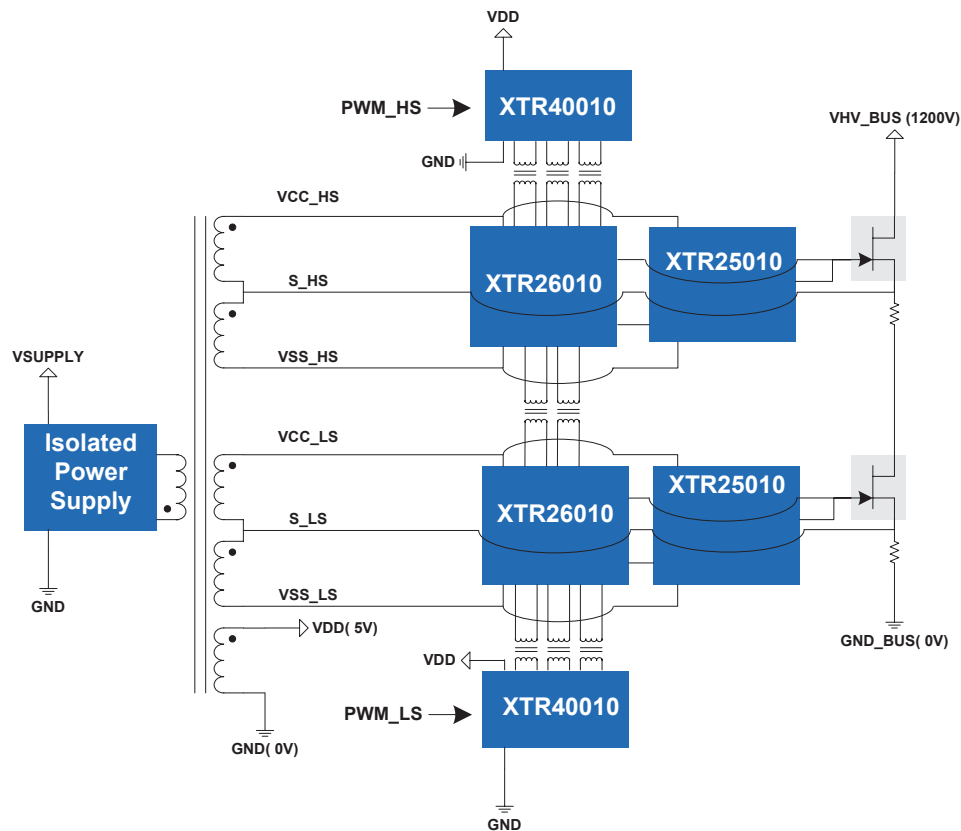 VDD
PWM_HS
XTR40010
GND
VHV_BUS (1200V)
VCC_HS
XTR26010
XTR25010
S_HS
VSS_HS
VSUPPLY
Isolated
Power
Supply
GND
VCC_LS
XTR26010
XTR25010
S_LS
VSS_LS
VDD( 5V)
GND( 0V)
GND_BUS( 0V)
VDD
PWM_LS
XTR40010
GND